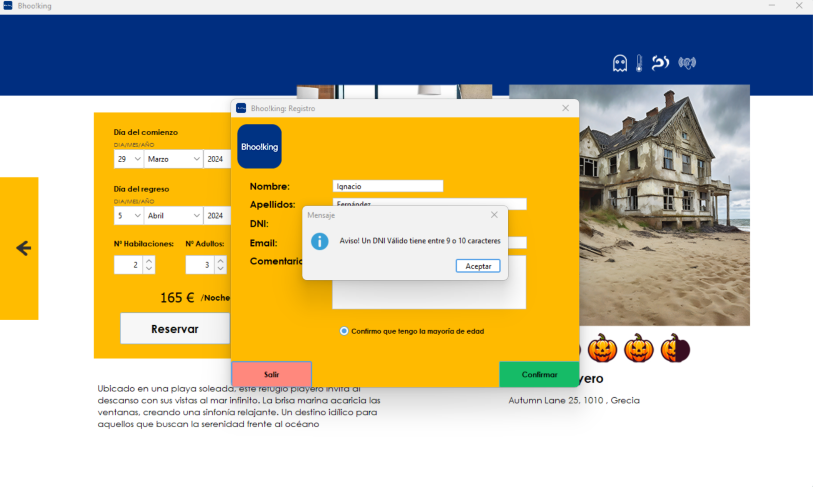 Bhoolking
Día del comienzo
DIA/MES/AÑO
29 Marzo 2024
Día del regreso
DIA/MES/AÑO
5 Abril 2024
Nº Habilaciones: Nº Adultos:
2 3
165 € /Noche
Reservar
Bhoolking: Registro
Bhoolking
Nombre: Ignacio
Apellidos: Fernández
DNI:
Email:
Comentario
Mensaje
Aviso! Un DNI Válido tiene entre 9 o 10 caracteres
Aceptar
Confirmo que tengo la mayoría de edad
Salir Confirmar
Ubicado en una playa soleada, este refugio playero invita al
descanso con sus vistas al mar infinito. La brisa marina acaricia las
ventanas, creando una sinfonía relajante. Un destino idílico para
aquellos que buscan la serenidad frente al océano
yero
Autumn Lane 25, 1010 , Grecia